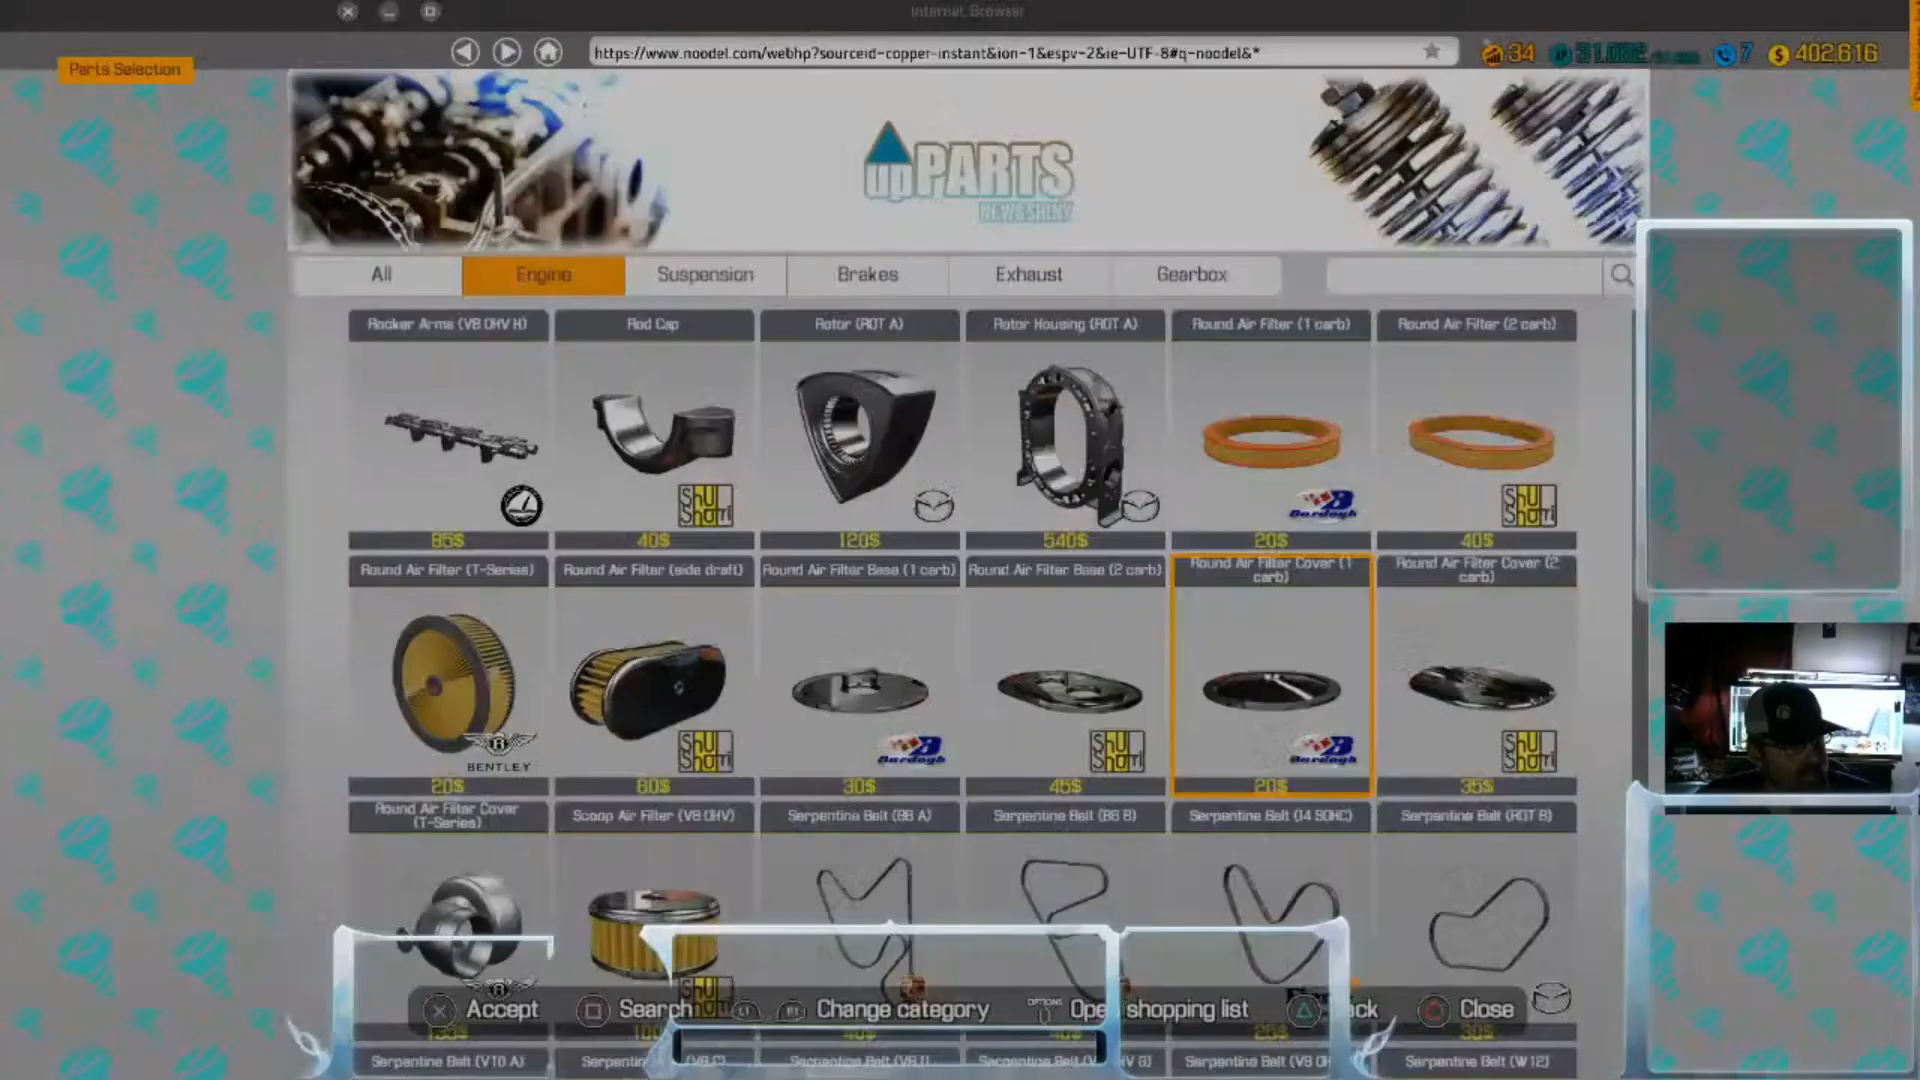 Internet Browser
https://www.noodel.com/webhp?sourceid-copper-instant&ion-1&espv-2&ie-UTF-8#q-noodel&*
34
7
402,616
Parts Selection
upPARTS
NEW&SHINY
All
Engine
Suspension
Brakes
Exhaust
Gearbox
Rocker Arms (V8 OHV H)
Rod Cap
Rotor (ROT A)
Rotor Housing (ROT A)
Round Air Filter (1 carb)
Round Air Filter (2 carb)
Shu
Shu
85$
40$
120$
540$
20$
40$
Round Air Filter (T-Series)
Round Air Filter (side draft)
Round Air Filter Base (1 carb)
Round Air Filter Base (2 carb)
Round Air Filter Cover (1 carb)
Round Air Filter Cover (2 carb)
BENTLEY
20$
80$
30$
45$
20$
35$
Round Air Filter Cover (T-Series)
Scoop Air Filter (V8 OHV)
Serpentine Belt (B6 A)
Serpentine Belt (B6 B)
Serpentine Belt (I4 SOHC)
Serpentine Belt (ROT B)
Accept
Search
Change category
OPTIONS
Open shopping list
Close
Serpentine Belt (V10 A)
Serpentine Belt (W12)